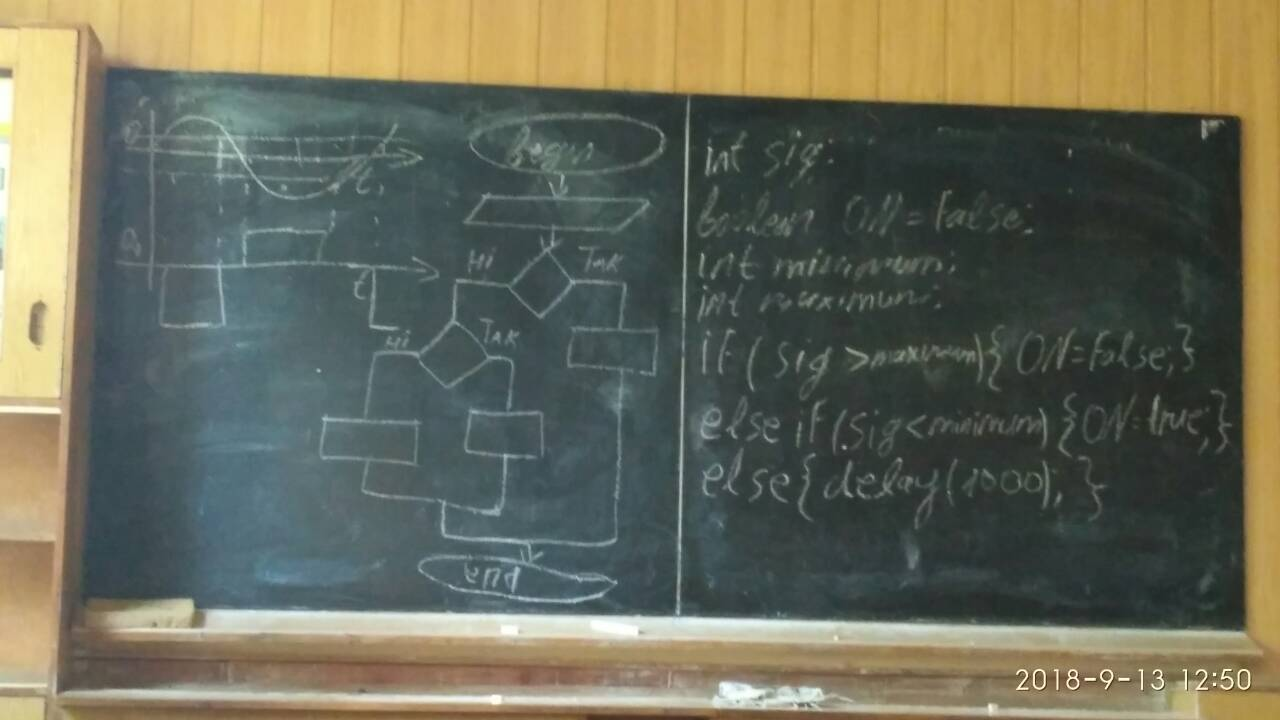 begin
Ні Так
t
ні Так
end
int sig:
boolean ON = False;
int minimum;
int maximum;
if (sig > maximum) { ON = False; }
else if (sig < minimum) { ON = true; }
else { delay (1000); }
2018-9-13 12:50